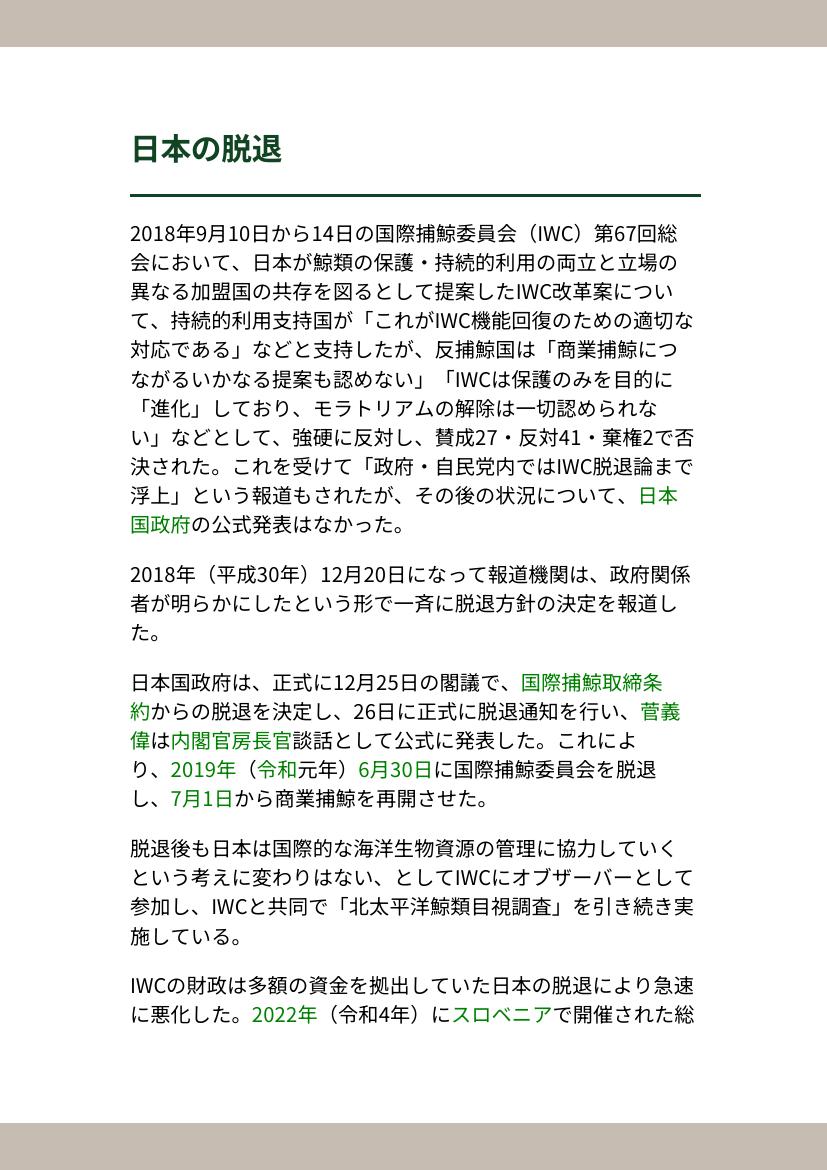 日本の脱退
2018年9月10日から14日の国際捕鯨委員会（IWC）第67回総
会において、日本が鯨類の保護・持続的利用の両立と立場の
異なる加盟国の共存を図るとして提案したIWC改革案につい
て、持続的利用支持国が「これがIWC機能回復のための適切な
対応である」などと支持したが、反捕鯨国は「商業捕鯨につ
ながるいかなる提案も認めない」「IWCは保護のみを目的に
「進化」しており、モラトリアムの解除は一切認められな
い」などとして、強硬に反対し、賛成27・反対41・棄権2で否
決された。これを受けて「政府・自民党内ではIWC脱退論まで
浮上」という報道もされたが、その後の状況について、日本
国政府の公式発表はなかった。
2018年（平成30年）12月20日になって報道機関は、政府関係
者が明らかにしたという形で一斉に脱退方針の決定を報道し
た。
日本国政府は、正式に12月25日の閣議で、国際捕鯨取締条
約からの脱退を決定し、26日に正式に脱退通知を行い、菅義
偉は内閣官房長官談話として公式に発表した。これによ
り、2019年（令和元年）6月30日に国際捕鯨委員会を脱退
し、7月1日から商業捕鯨を再開させた。
脱退後も日本は国際的な海洋生物資源の管理に協力していく
という考えに変わりはない、としてIWCにオブザーバーとして
参加し、IWCと共同で「北太平洋鯨類目視調査」を引き続き実
施している。
IWCの財政は多額の資金を拠出していた日本の脱退により急速
に悪化した。2022年（令和4年）にスロベニアで開催された総